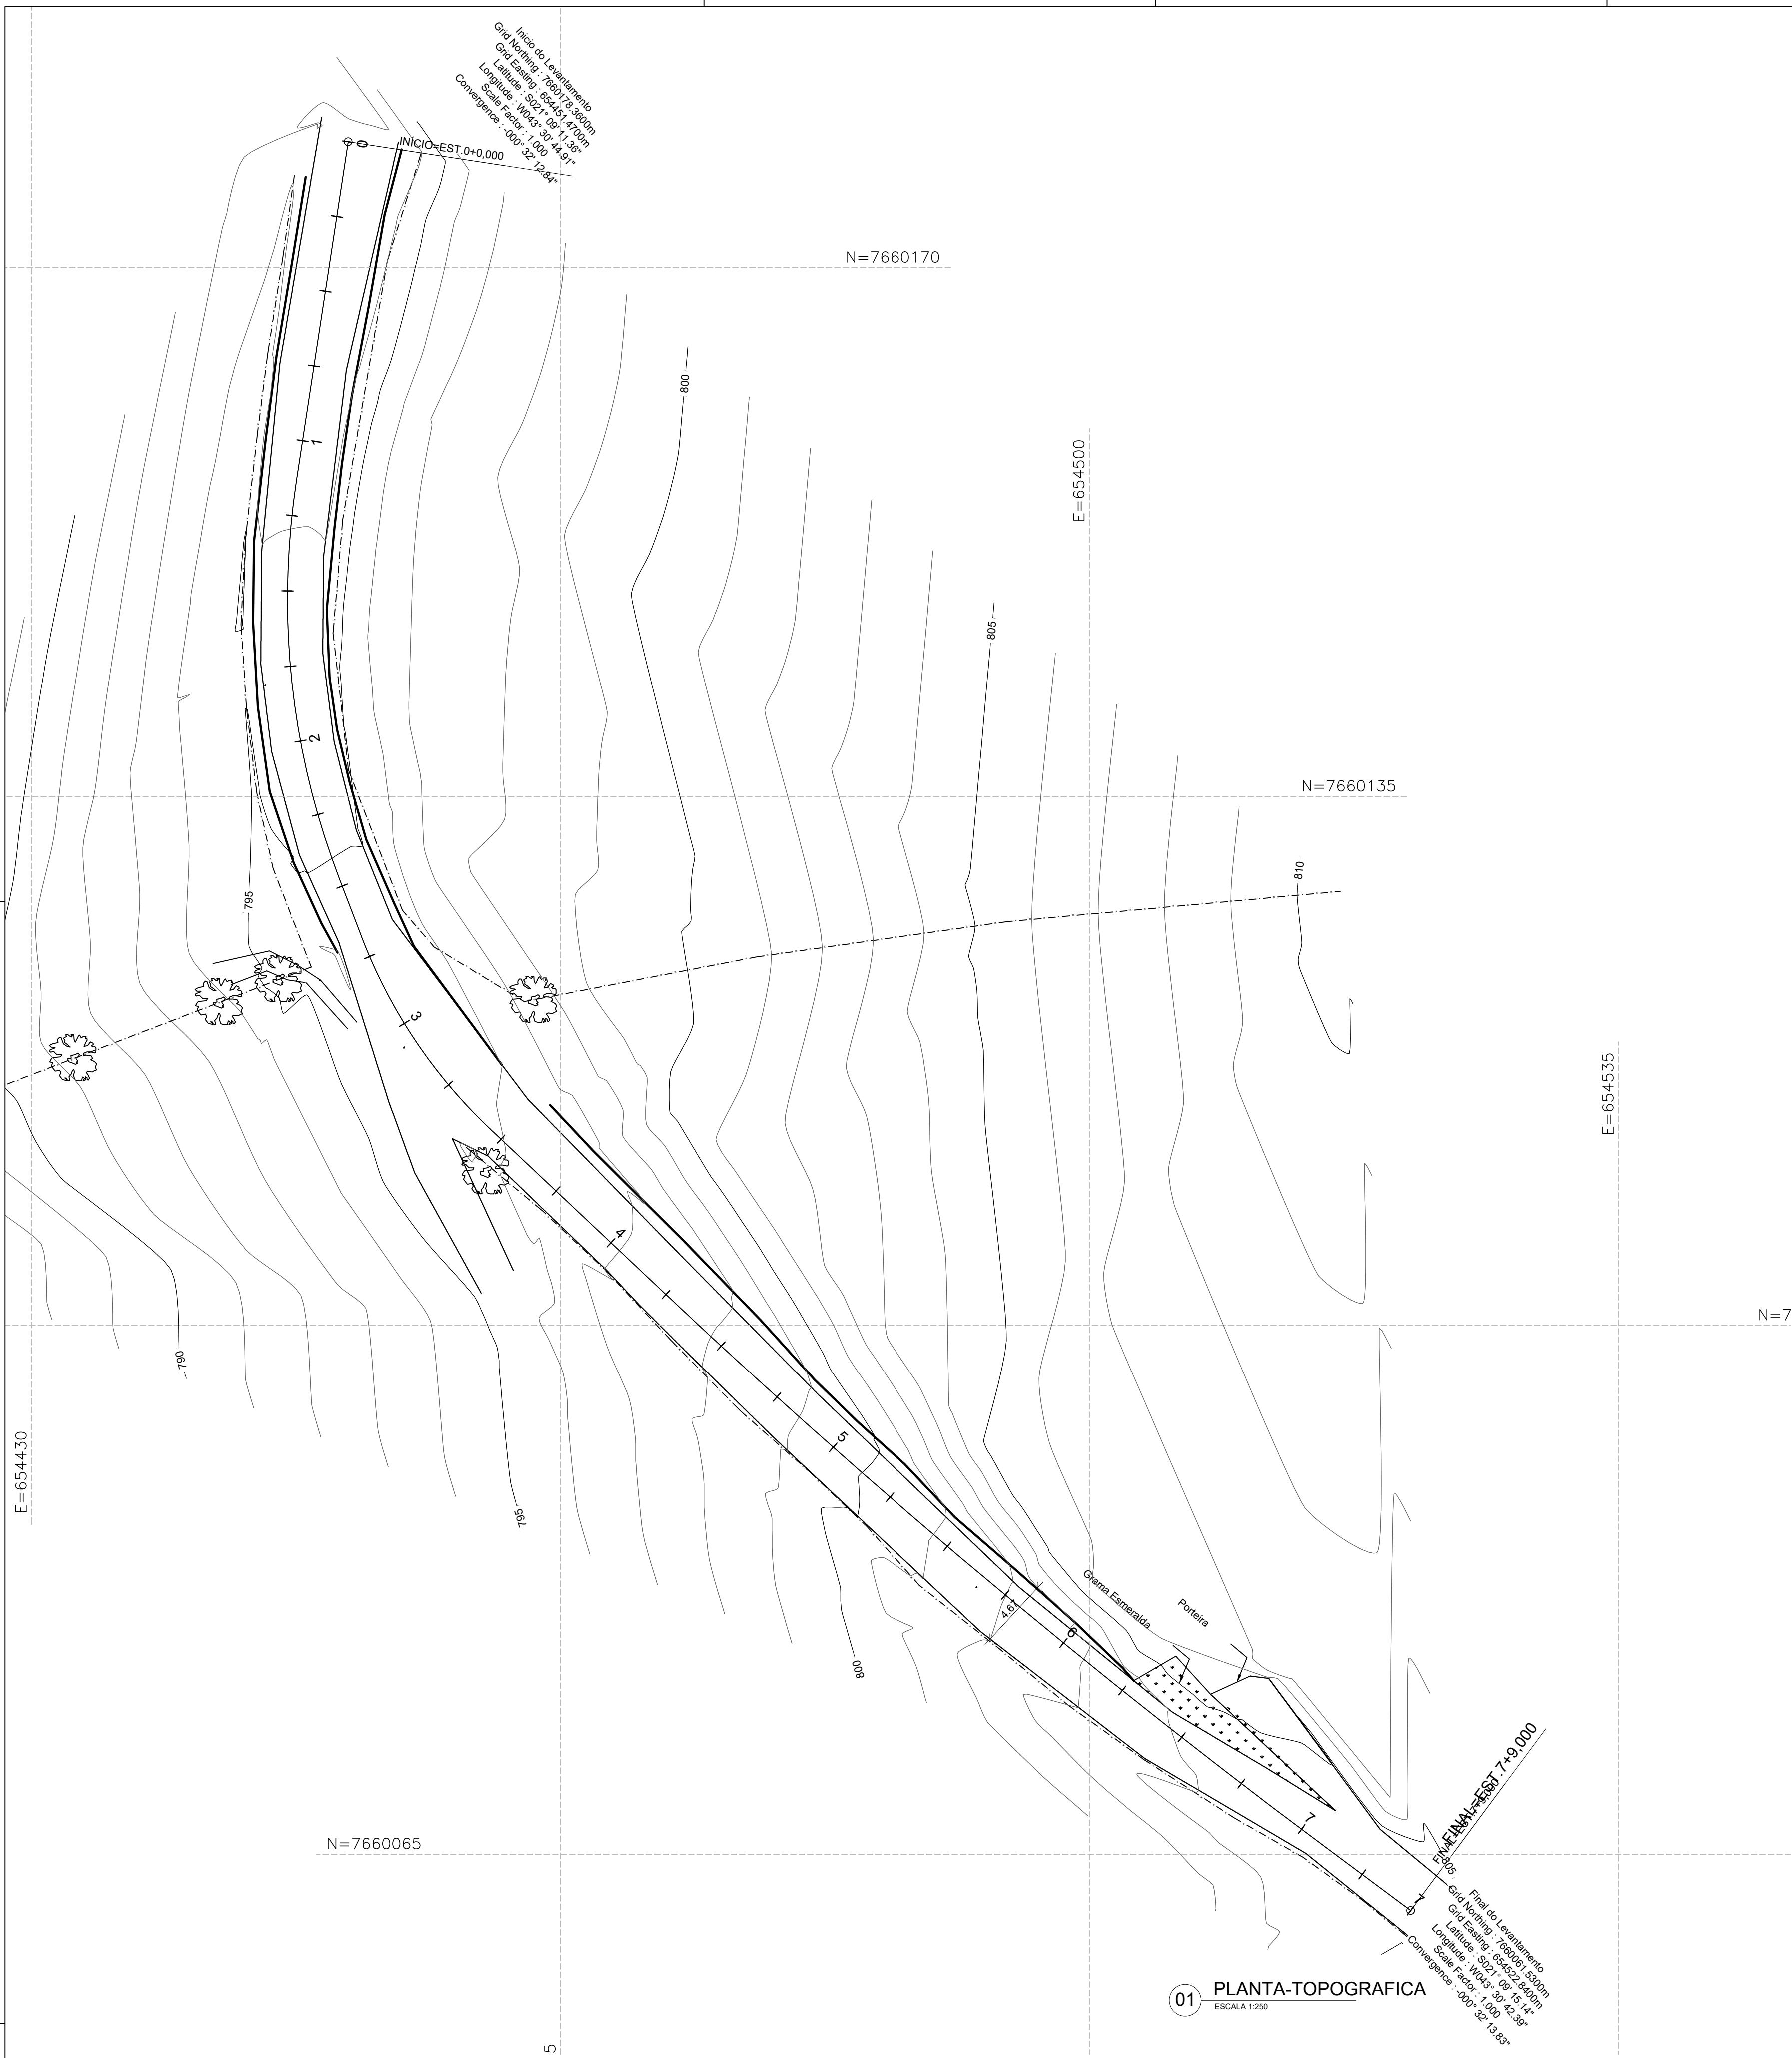 Inicio do Levantamento
Grid Northing : 7660178.3600m
Grid Easting : 654451.4700m
Latitude : S021° 09' 11.36"
Longitude : W043° 30' 44.91"
Scale Factor : 1.000
Convergence : -000° 32' 12.84"
0
INÍCIO=EST.0+0,000
N=7660170
800
1
E=654500
805
2
N=7660135
810
795
3
E=654535
4
N=7
790
5
E=654430
795
Grama Esmeralda
Porteira
4.67
6
800
FINAL=EST.7+9,000
7
N=7660065
805
7
Final do Levantamento
Grid Northing : 7660061.5300m
Grid Easting : 654522.8400m
Latitude : S021° 09' 15.14"
Longitude : W043° 30' 42.39"
Scale Factor : 1.000
Convergence : -000° 32' 13.83"
01
PLANTA-TOPOGRAFICA
ESCALA 1:250
5